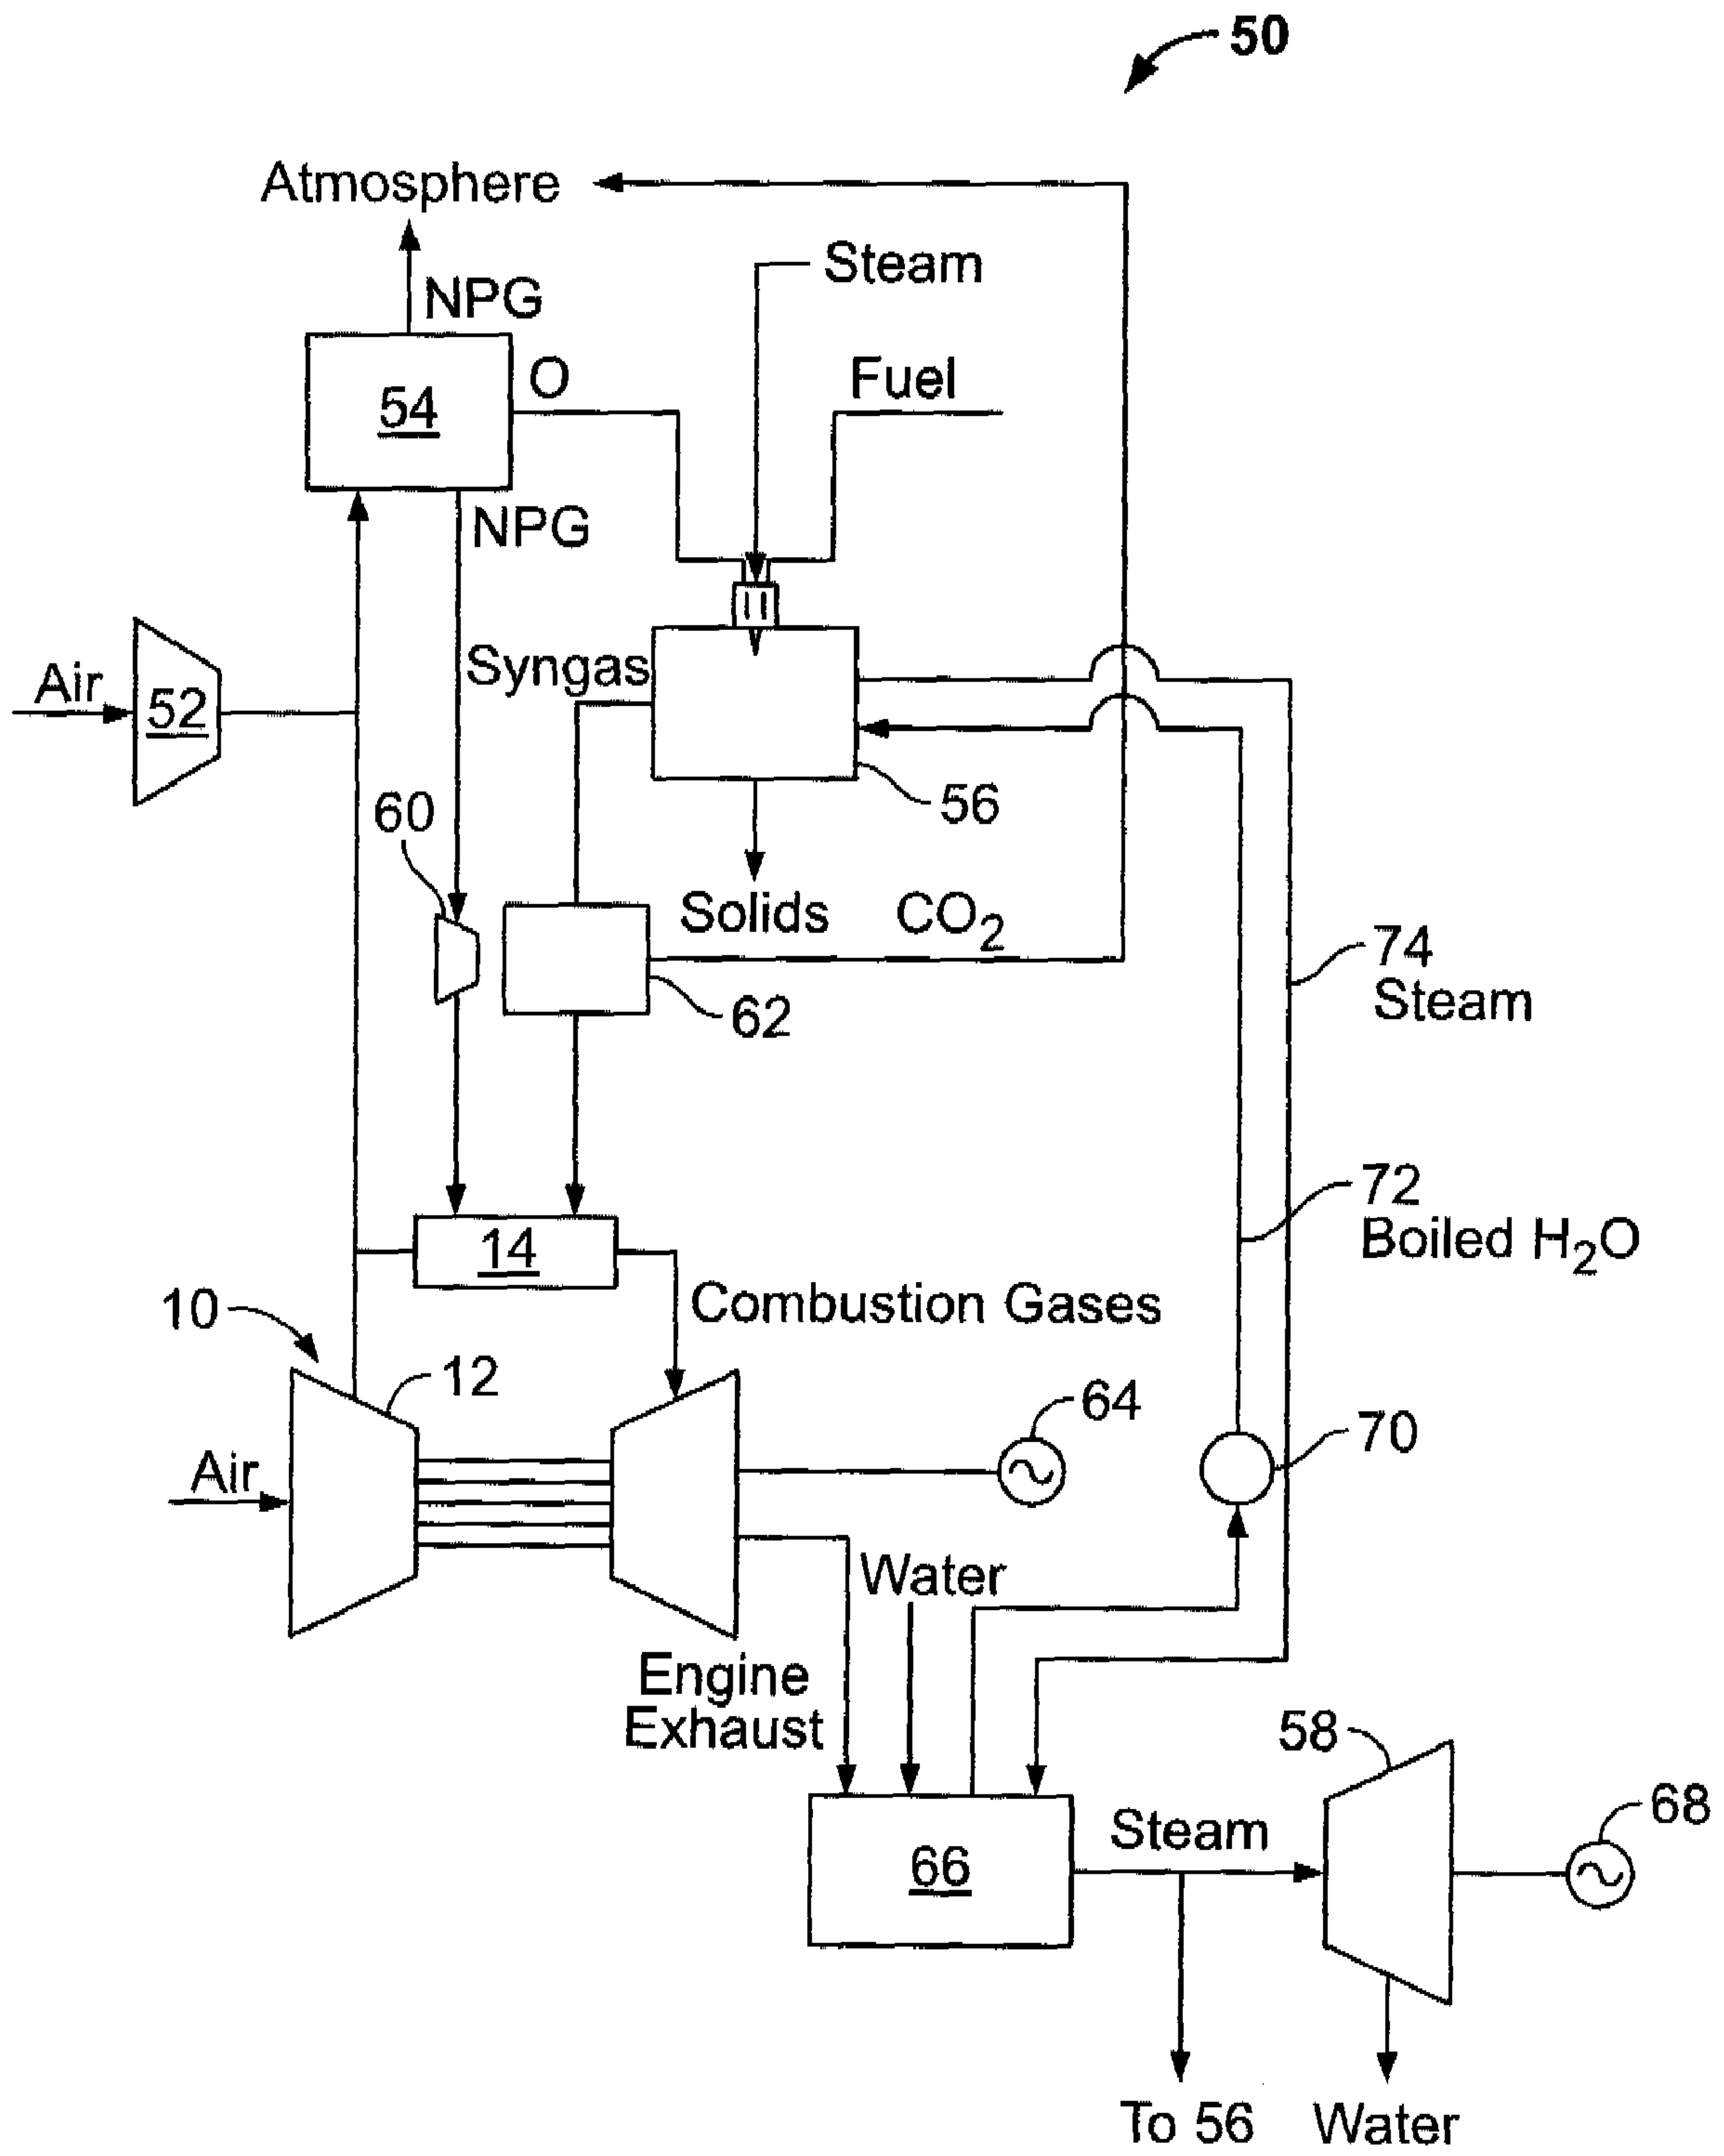 50
Atmosphere
Steam
NPG
O
Fuel
54
NPG
Syngas
Air
52
56
60
Solids
CO2
74
Steam
62
72
Boiled H2O
14
Combustion Gases
10
12
64
70
Air
Water
Engine
Exhaust
58
68
Steam
66
To 56
Water